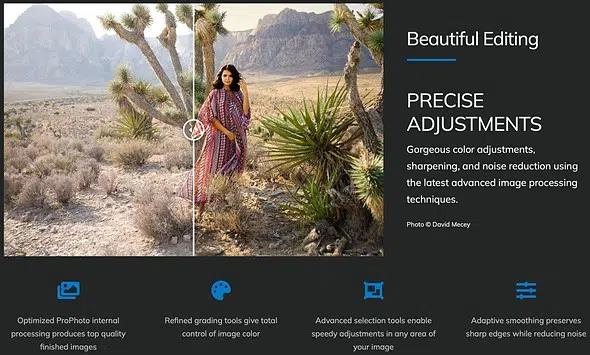 Beautiful Editing
PRECISE
ADJUSTMENTS
Gorgeous color adjustments,
sharpening, and noise reduction using
the latest advanced image processing
techniques.
Photo © David Mecey
Optimized ProPhoto internal
processing produces top quality
finished images
Refined grading tools give total
control of image color
Advanced selection tools enable
speedy adjustments in any area of
your image
Adaptive smoothing preserves
sharp edges while reducing noise